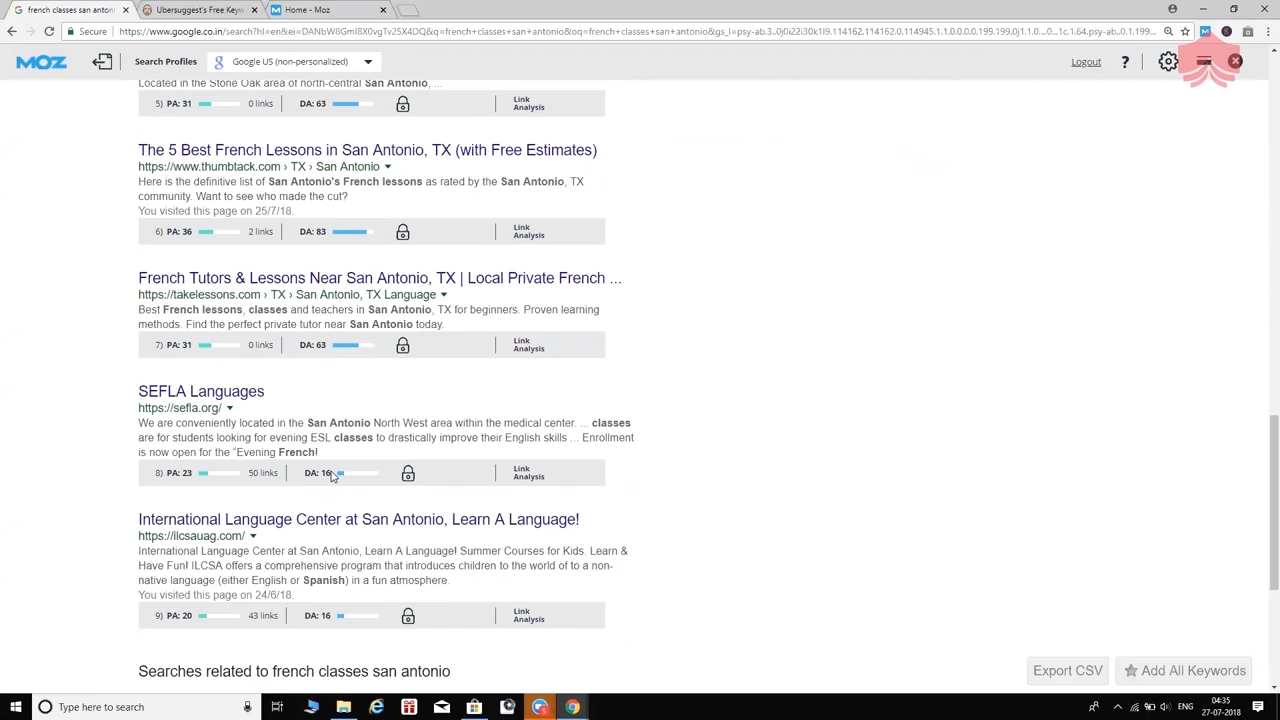 french classes san antoni
Ubersuggest's Free Keyw
Home - Moz
Secure
https://www.google.co.in/search?hl=en&ei=DANbW8GmI8X0vgTv25X4DQ&q=french+classes+san+antonio&oq=french+classes+san+antonio&gs_l=psy-ab.3...0j0i22i30k1l9.114162.114162.0.114945.1.1.0.0.0.0.199.199.0j1.1.0....0...1c.1.64.psy-ab..0.1.199...
MOZ
Search Profiles
Google US (non-personalized)
Logout
?
Located in the Stone Oak area of north-central San Antonio, ...
5) PA: 31 0 links DA: 63 Link Analysis
The 5 Best French Lessons in San Antonio, TX (with Free Estimates)
https://www.thumbtack.com › TX › San Antonio
Here is the definitive list of San Antonio's French lessons as rated by the San Antonio, TX
community. Want to see who made the cut?
You visited this page on 25/7/18.
6) PA: 36 2 links DA: 83 Link Analysis
French Tutors & Lessons Near San Antonio, TX | Local Private French ...
https://takelessons.com › TX › San Antonio, TX Language
Best French lessons, classes and teachers in San Antonio, TX for beginners. Proven learning
methods. Find the perfect private tutor near San Antonio today.
7) PA: 31 0 links DA: 63 Link Analysis
SEFLA Languages
https://sefla.org/
We are conveniently located in the San Antonio North West area within the medical center. ... classes
are for students looking for evening ESL classes to drastically improve their English skills ... Enrollment
is now open for the "Evening French!
8) PA: 23 50 links DA: 16 Link Analysis
International Language Center at San Antonio, Learn A Language!
https://ilcsauag.com/
International Language Center at San Antonio, Learn A Language! Summer Courses for Kids. Learn &
Have Fun! ILCSA offers a comprehensive program that introduces children to the world of to a non-
native language (either English or Spanish) in a fun atmosphere.
You visited this page on 24/6/18.
9) PA: 20 43 links DA: 16 Link Analysis
Searches related to french classes san antonio
Export CSV
Add All Keywords
Type here to search
ENG
04:35
27-07-2018